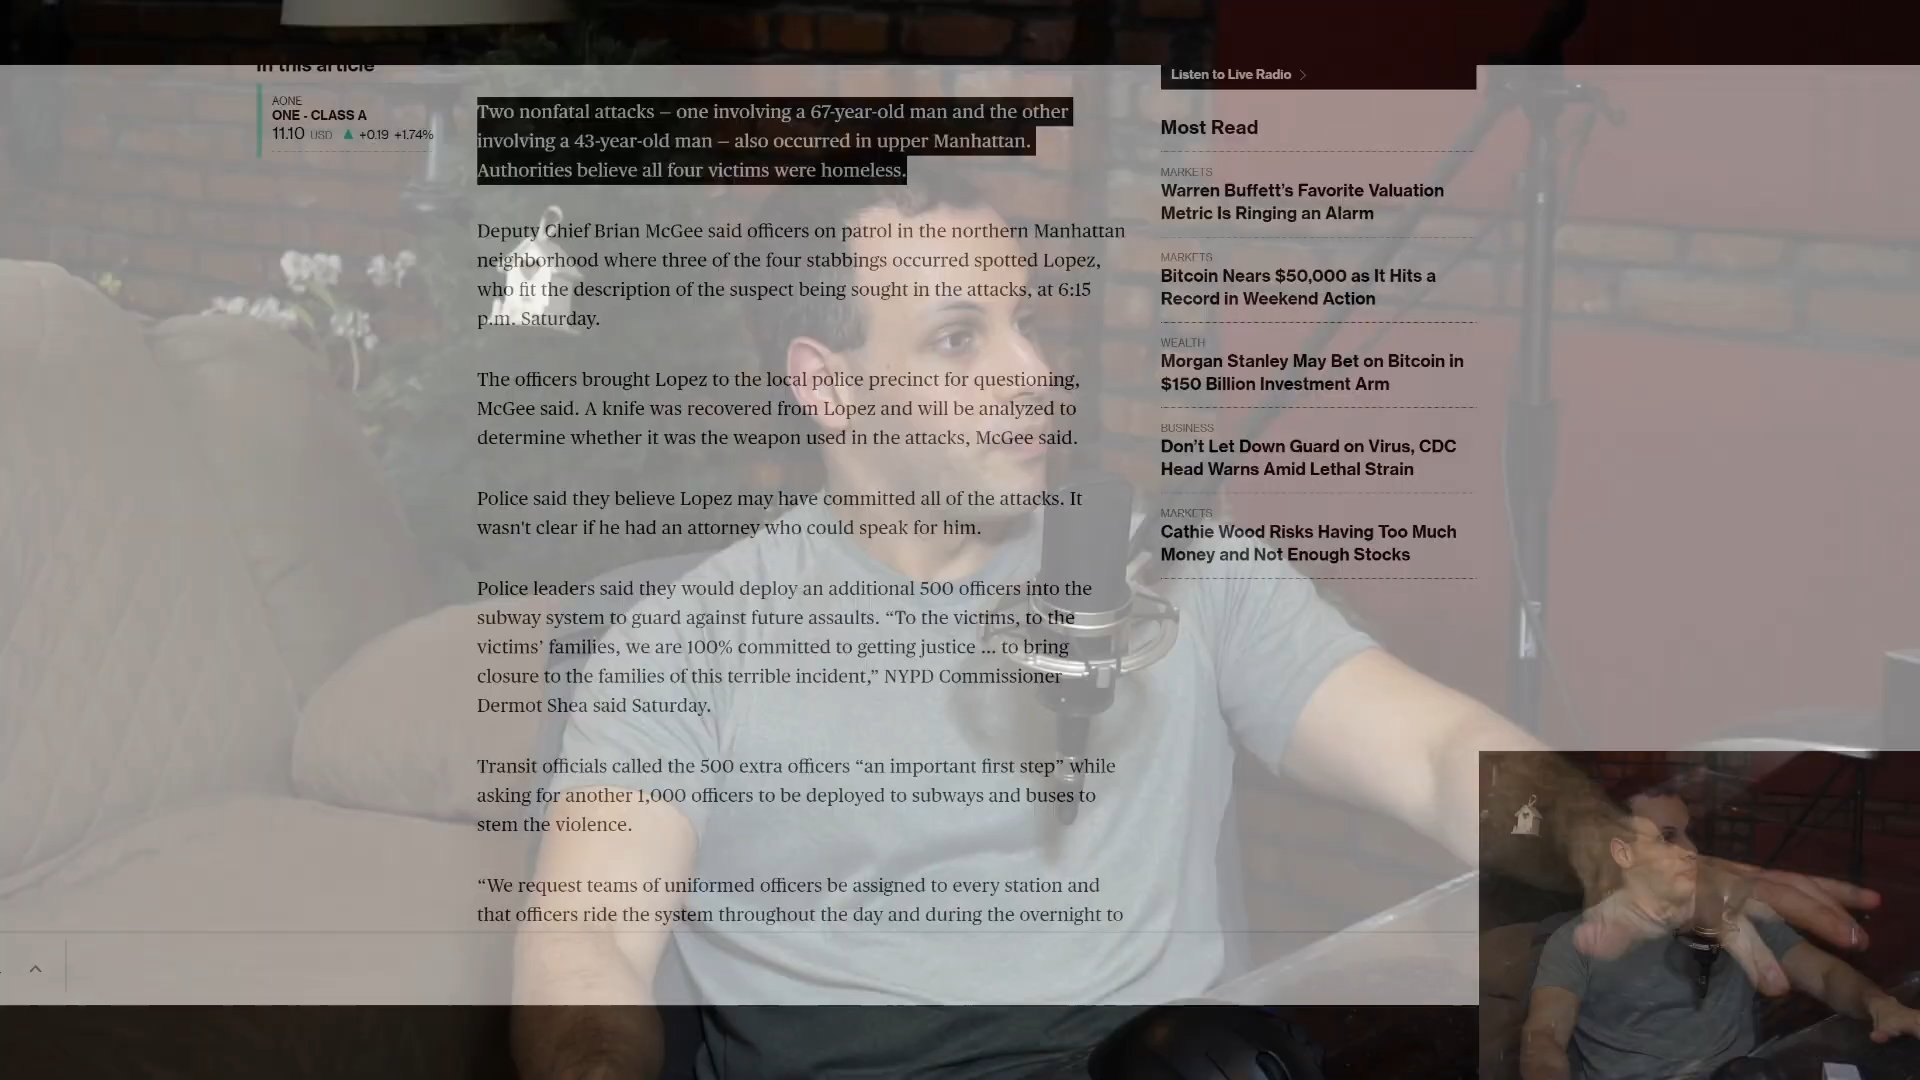 In this article
AONE
ONE - CLASS A
11.10 USD ▲ +0.19 +1.74%
Two nonfatal attacks — one involving a 67-year-old man and the other
involving a 43-year-old man — also occurred in upper Manhattan.
Authorities believe all four victims were homeless.
Deputy Chief Brian McGee said officers on patrol in the northern Manhattan
neighborhood where three of the four stabbings occurred spotted Lopez,
who fit the description of the suspect being sought in the attacks, at 6:15
p.m. Saturday.
The officers brought Lopez to the local police precinct for questioning,
McGee said. A knife was recovered from Lopez and will be analyzed to
determine whether it was the weapon used in the attacks, McGee said.
Police said they believe Lopez may have committed all of the attacks. It
wasn't clear if he had an attorney who could speak for him.
Police leaders said they would deploy an additional 500 officers into the
subway system to guard against future assaults. “To the victims, to the
victims’ families, we are 100% committed to getting justice ... to bring
closure to the families of this terrible incident,” NYPD Commissioner
Dermot Shea said Saturday.
Transit officials called the 500 extra officers “an important first step” while
asking for another 1,000 officers to be deployed to subways and buses to
stem the violence.
“We request teams of uniformed officers be assigned to every station and
that officers ride the system throughout the day and during the overnight to
Listen to Live Radio >
Most Read
MARKETS
Warren Buffett’s Favorite Valuation
Metric Is Ringing an Alarm
MARKETS
Bitcoin Nears $50,000 as It Hits a
Record in Weekend Action
WEALTH
Morgan Stanley May Bet on Bitcoin in
$150 Billion Investment Arm
BUSINESS
Don’t Let Down Guard on Virus, CDC
Head Warns Amid Lethal Strain
MARKETS
Cathie Wood Risks Having Too Much
Money and Not Enough Stocks